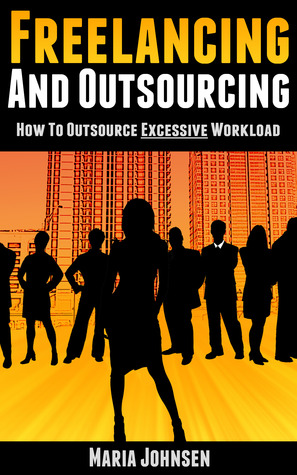 Freelancing
And Outsourcing
How To Outsource Excessive Workload
Maria Johnsen